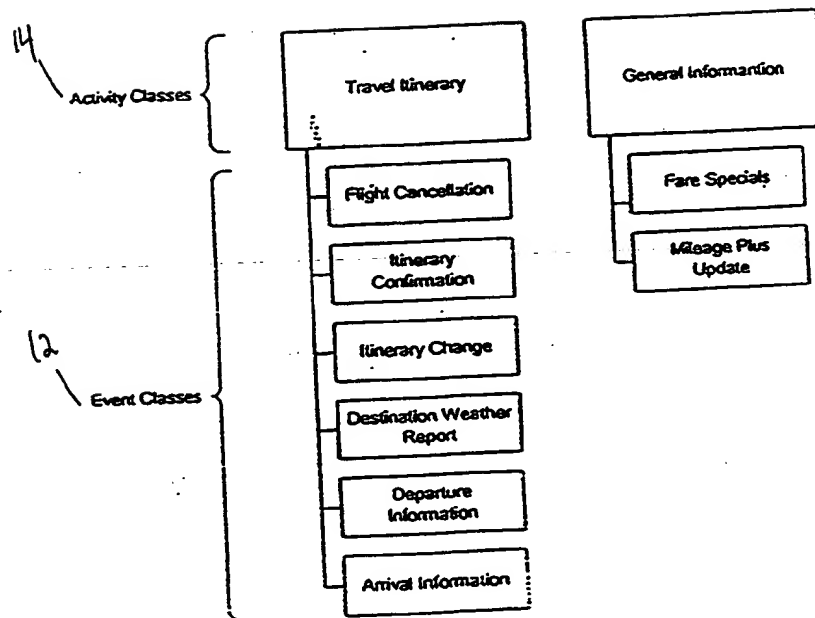 14
Activity Classes
Travel Itinerary
General Informantion
Flight Cancellation
Fare Specials
Itinerary
Confirmation
Mileage Plus
Update
12
Itinerary Change
Event Classes
Destination Weather
Report
Departure
Information
Arrival Information